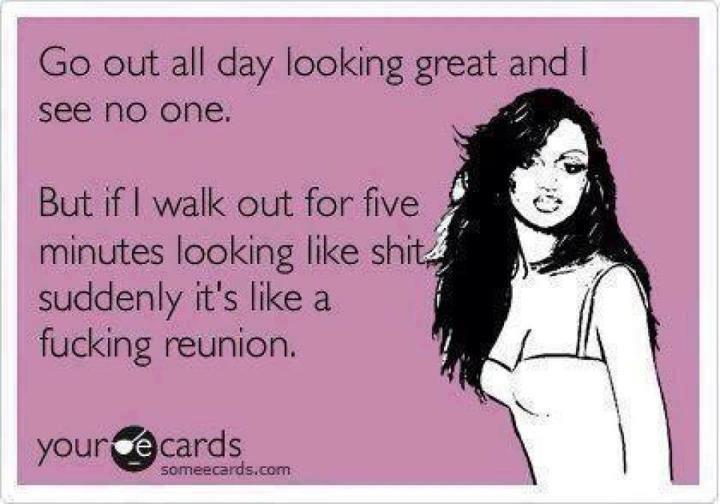 Go out all day looking great and I
see no one.
But if I walk out for five
minutes looking like shit,
suddenly it's like a
fucking reunion.
your e cards
someecards.com